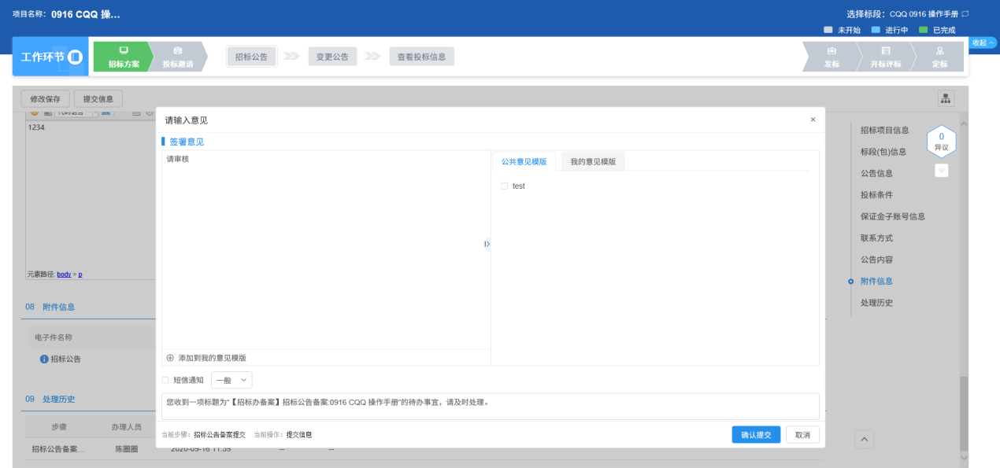 项目名称: 0916 CQQ 操...
选择标段: CQQ 0916 操作手册
未开始 进行中 已完成
收起
工作环节
招标方案
投标邀请
招标公告
变更公告
查看投标信息
发标
开标评标
定标
修改保存 提交信息
代码语言
1234
元素路径: body > p
08 附件信息
电子件名称
招标公告
09 处理历史
步骤 办理人员
招标公告备案... 陈圈圈 2020-09-16 11:39 -- --
请输入意见
×
签署意见
请审核
公共意见模版 我的意见模版
test
添加到我的意见模版
短信通知 一般
您收到一项标题为“【招标办备案】招标公告备案:0916 CQQ 操作手册”的待办事宜，请及时处理。
当前步骤: 招标公告备案提交 当前操作: 提交信息
确认提交 取消
招标项目信息
标段(包)信息
公告信息
投标条件
保证金子账号信息
联系方式
公告内容
附件信息
处理历史
0
异议